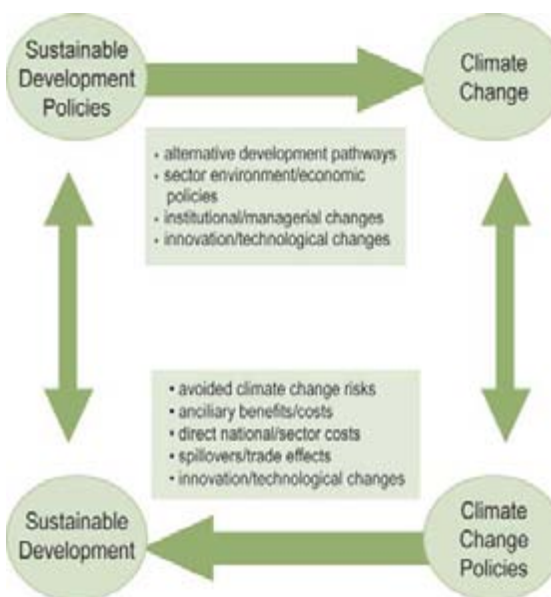 Sustainable
Development
Policies
Climate
Change
• alternative development pathways
• sector environment/economic
policies
• institutional/managerial changes
• innovation/technological changes
• avoided climate change risks
• ancillary benefits/costs
• direct national/sector costs
• spillovers/trade effects
• innovation/technological changes
Sustainable
Development
Climate
Change
Policies